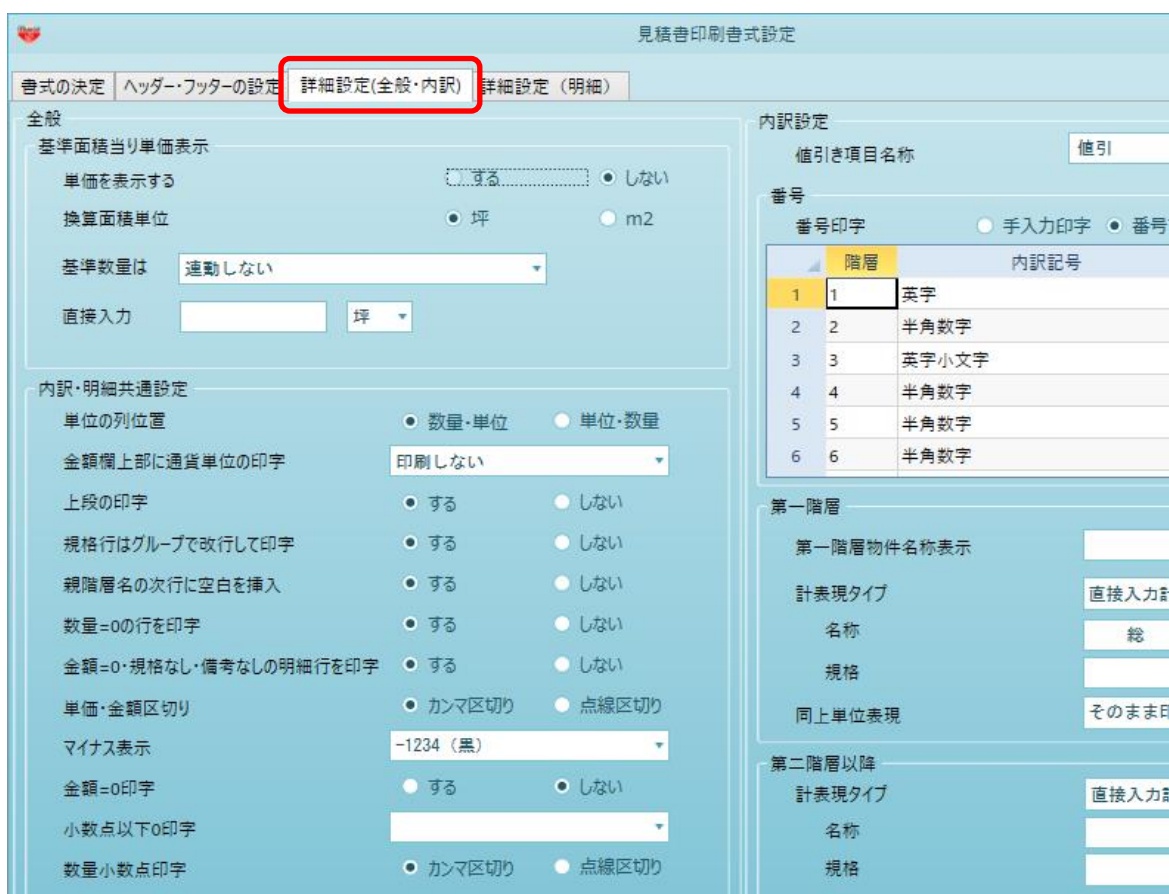 見積書印刷書式設定
書式の決定 ヘッダー・フッターの設定 詳細設定(全般・内訳) 詳細設定（明細）
全般
基準面積当り単価表示
単価を表示する する しない
換算面積単位 坪 m2
基準数量は 連動しない
直接入力 坪
内訳・明細共通設定
単位の列位置 数量・単位 単位・数量
金額欄上部に通貨単位の印字 印刷しない
上段の印字 する しない
規格行はグループで改行して印字 する しない
親階層名の次行に空白を挿入 する しない
数量=0の行を印字 する しない
金額=0・規格なし・備考なしの明細行を印字 する しない
単価・金額区切り カンマ区切り 点線区切り
マイナス表示 -1234（黒）
金額=0印字 する しない
小数点以下0印字
数量小数点印字 カンマ区切り 点線区切り
内訳設定
値引き項目名称 値引
番号
番号印字 手入力印字 番号
階層 内訳記号
1 1 英字
2 2 半角数字
3 3 英字小文字
4 4 半角数字
5 5 半角数字
6 6 半角数字
第一階層
第一階層物件名称表示
計表現タイプ 直接入力計
名称 総
規格
同上単位表現 そのまま印
第二階層以降
計表現タイプ 直接入力計
名称
規格